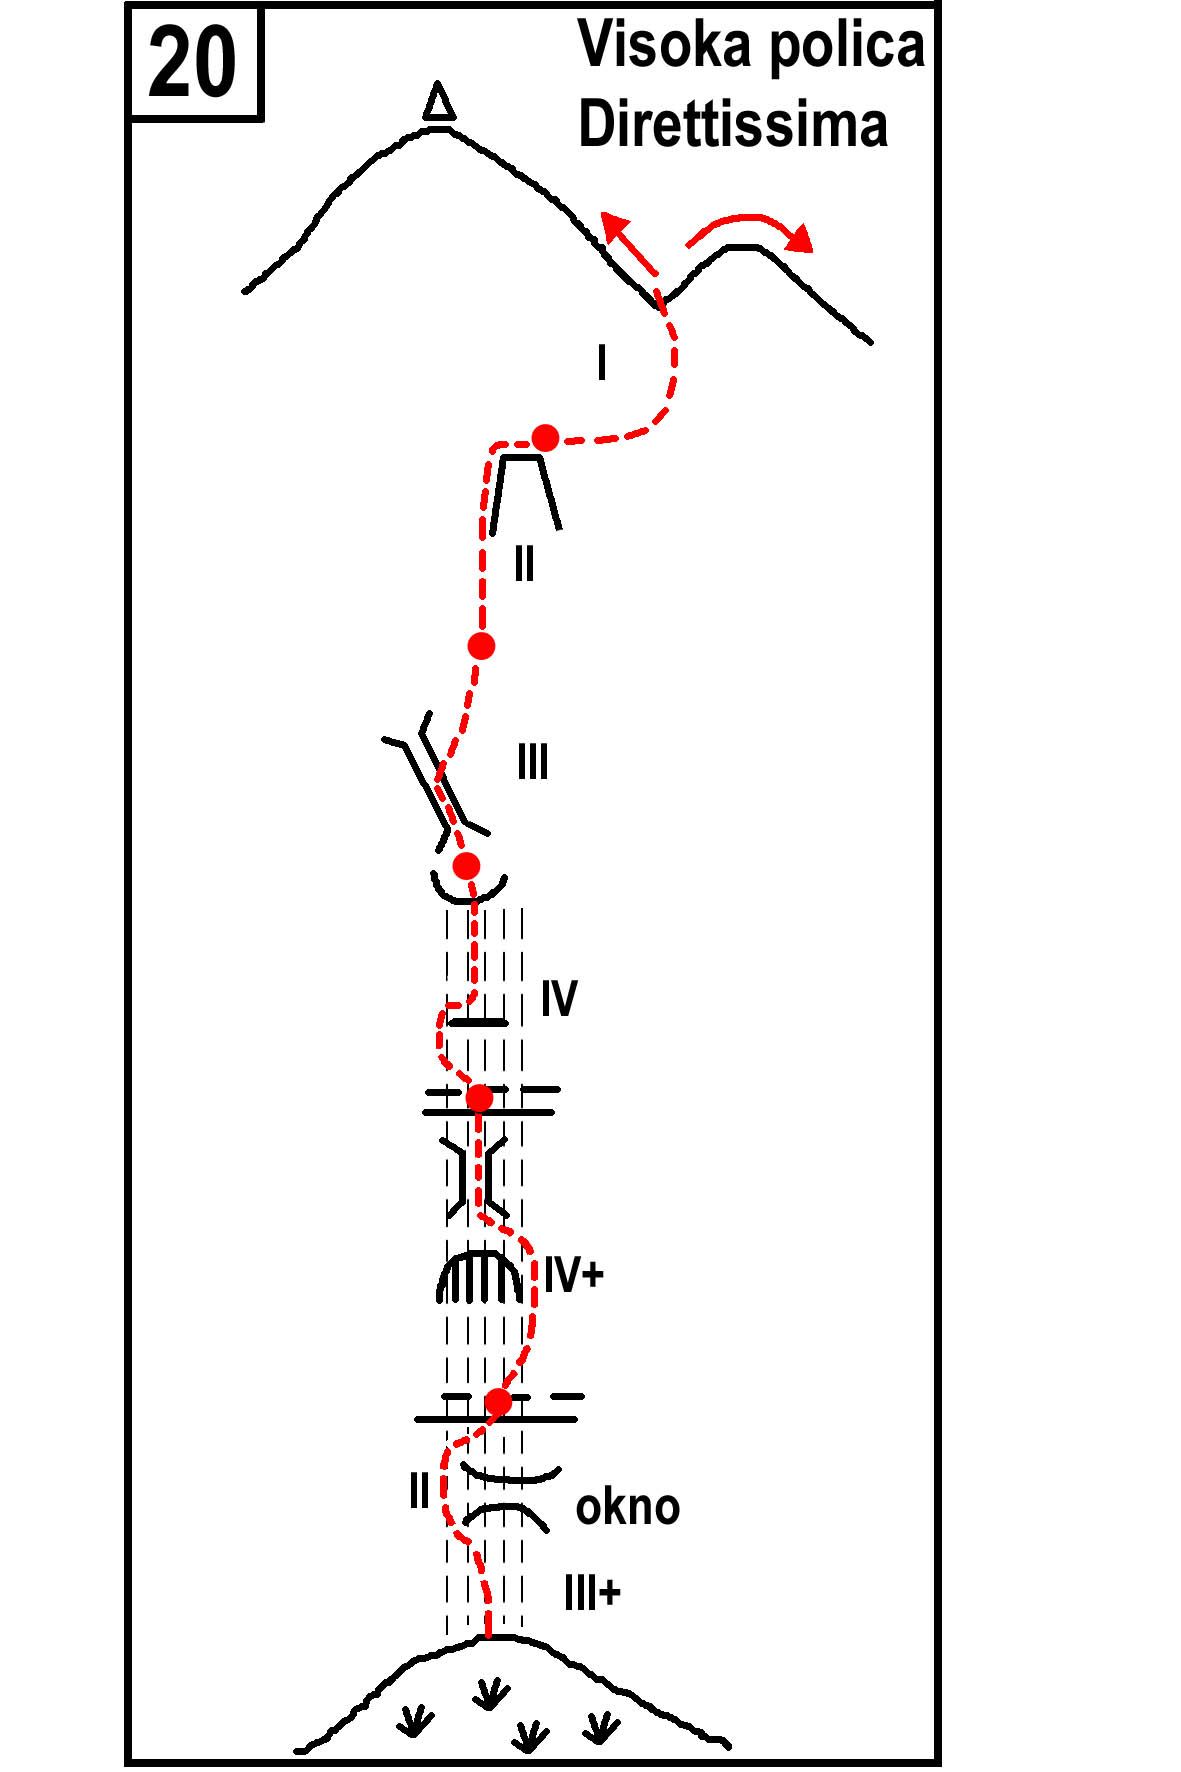 20
Visoka polica
Direttissima
I
II
III
IV
IV+
II
okno
III+